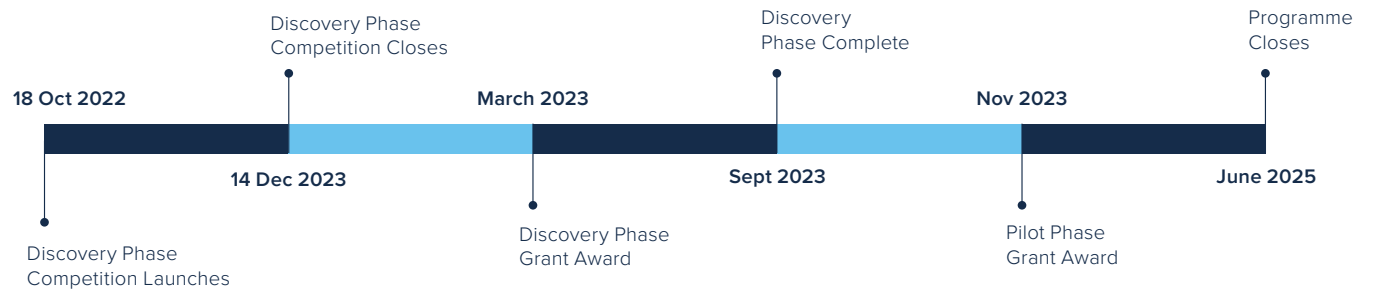 Discovery Phase
Competition Closes
Discovery
Phase Complete
Programme
Closes
18 Oct 2022
March 2023
Nov 2023
14 Dec 2023
Sept 2023
June 2025
Discovery Phase
Competition Launches
Discovery Phase
Grant Award
Pilot Phase
Grant Award